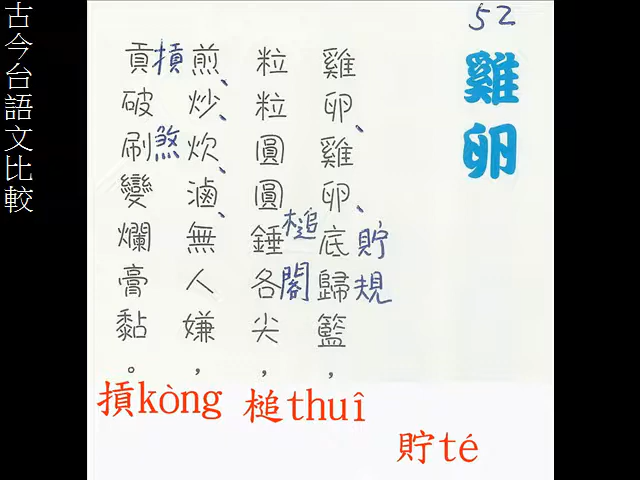 古今台語文比較
52
雞卵
雞卵、雞卵、底歸籃，
貯規
粒粒圓圓錘各尖，
槌閣
煎、炒、炊、滷、無人嫌，
摃煞
貢破刷變爛膏黏。
摃kòng
槌thuî
貯té